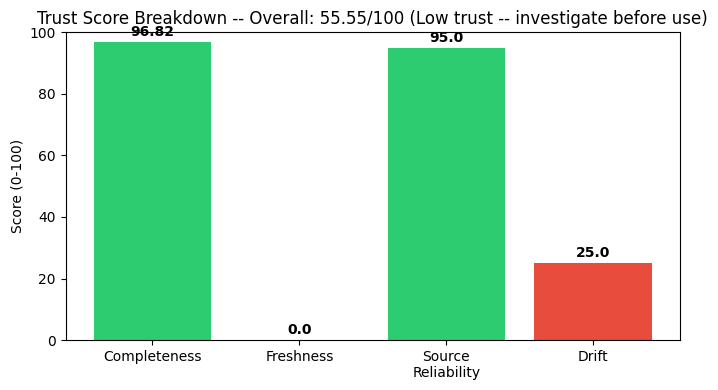 Trust Score Breakdown -- Overall: 55.55/100 (Low trust -- investigate before use)
100
96.82
95.0
80
60
40
25.0
20
0.0
0
Score (0-100)
Completeness
Freshness
Source
Reliability
Drift